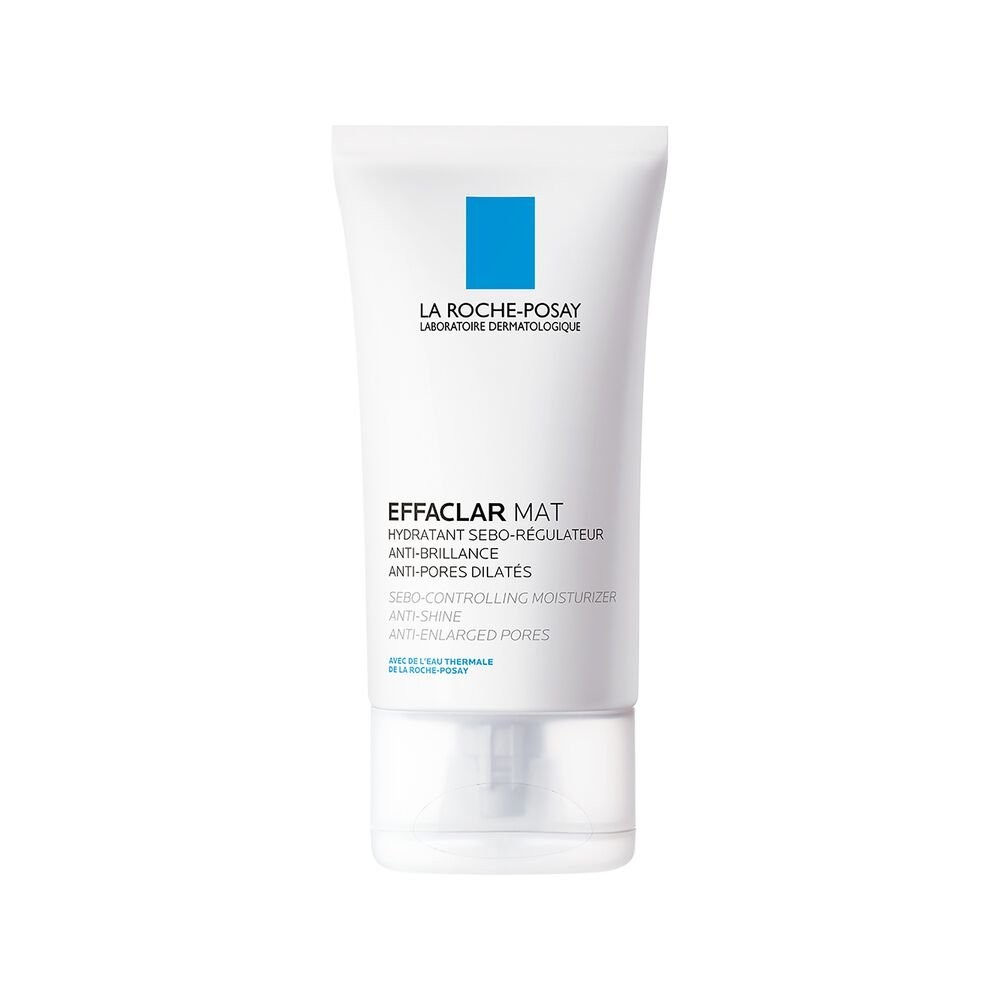 LA ROCHE-POSAY
LABORATOIRE DERMATOLOGIQUE
EFFACLAR MAT
HYDRATANT SEBO-RÉGULATEUR
ANTI-BRILLANCE
ANTI-PORES DILATÉS
SEBO-CONTROLLING MOISTURIZER
ANTI-SHINE
ANTI-ENLARGED PORES
AVEC DE L'EAU THERMALE
DE LA ROCHE-POSAY